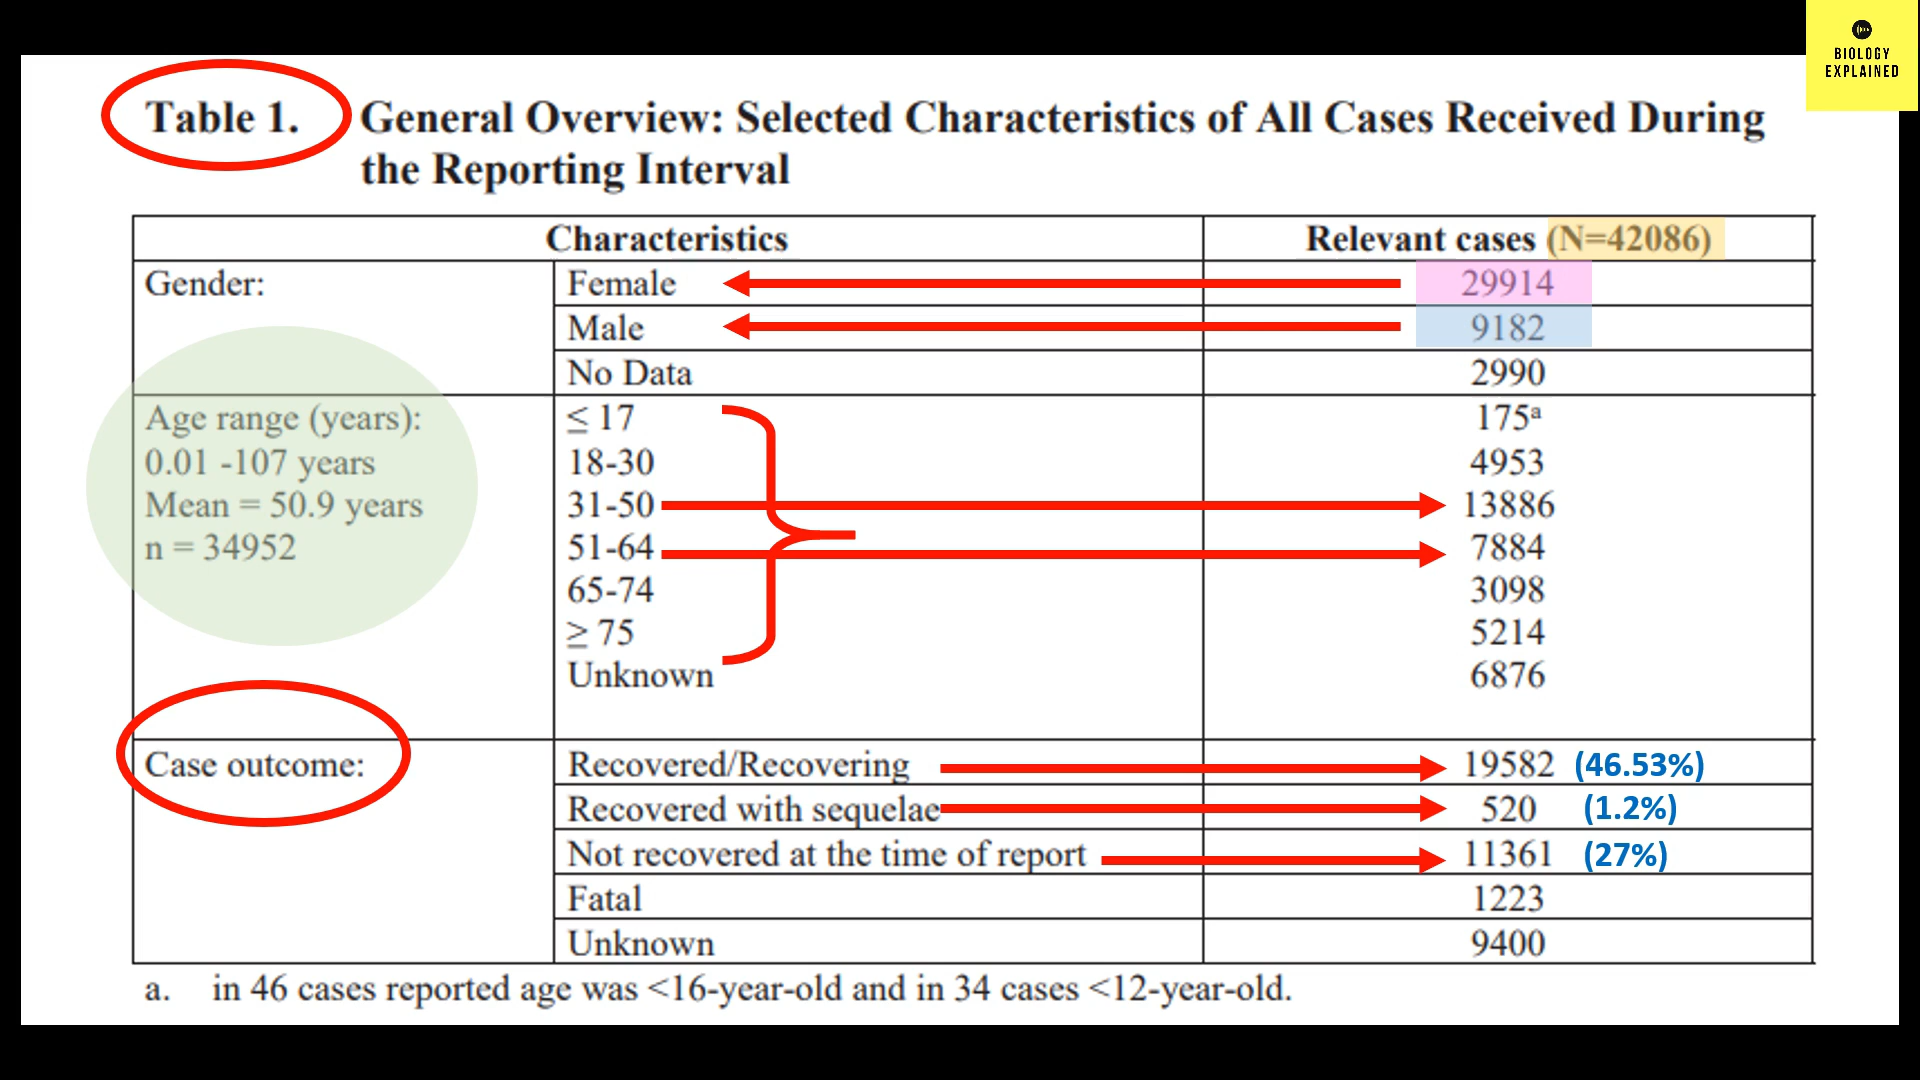 BIOLOGY
EXPLAINED
Table 1. General Overview: Selected Characteristics of All Cases Received During
the Reporting Interval
Characteristics Relevant cases (N=42086)
Gender: Female 29914
Male 9182
No Data 2990
Age range (years): ≤ 17 175ᵃ
0.01 -107 years 18-30 4953
Mean = 50.9 years 31-50 13886
n = 34952 51-64 7884
65-74 3098
≥ 75 5214
Unknown 6876
Case outcome: Recovered/Recovering 19582 (46.53%)
Recovered with sequelae 520 (1.2%)
Not recovered at the time of report 11361 (27%)
Fatal 1223
Unknown 9400
a. in 46 cases reported age was <16-year-old and in 34 cases <12-year-old.